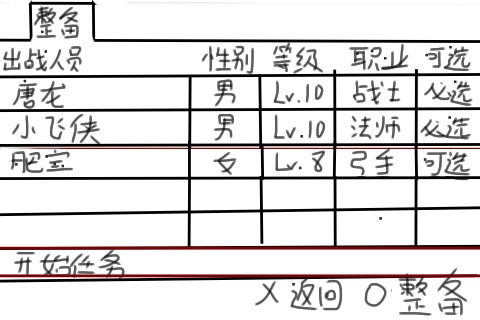 整备
出战人员 性别 等级 职业 可选
唐龙 男 Lv.10 战士 必选
小飞侠 男 Lv.10 法师 必选
肥宝 女 Lv.8 弓手 可选
开始任务
X返回 O整备